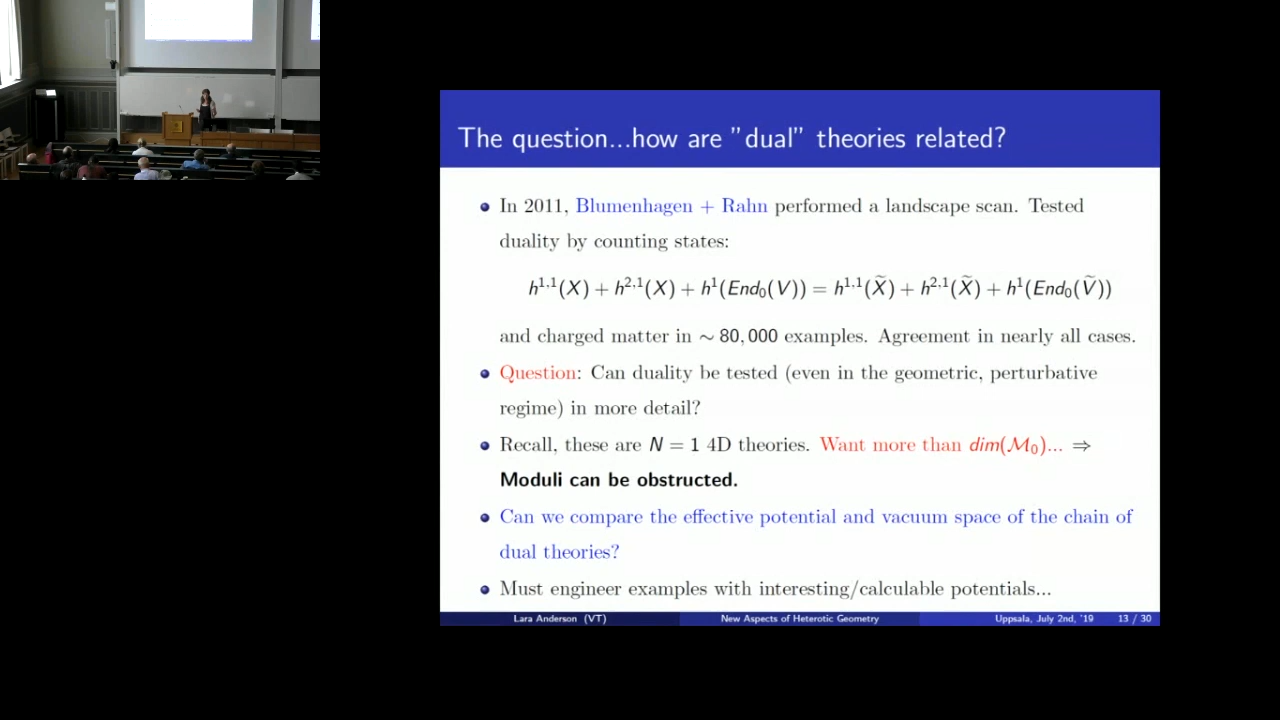 The question...how are "dual" theories related?
In 2011, Blumenhagen + Rahn performed a landscape scan. Tested
duality by counting states:
h^{1,1}(X) + h^{2,1}(X) + h^1(End_0(V)) = h^{1,1}(X̃) + h^{2,1}(X̃) + h^1(End_0(Ṽ))
and charged matter in ∼ 80,000 examples. Agreement in nearly all cases.
Question: Can duality be tested (even in the geometric, perturbative
regime) in more detail?
Recall, these are N = 1 4D theories. Want more than dim(M_0)... ⇒
Moduli can be obstructed.
Can we compare the effective potential and vacuum space of the chain of
dual theories?
Must engineer examples with interesting/calculable potentials...
Lara Anderson (VT) New Aspects of Heterotic Geometry Uppsala, July 2nd, '19 13 / 30